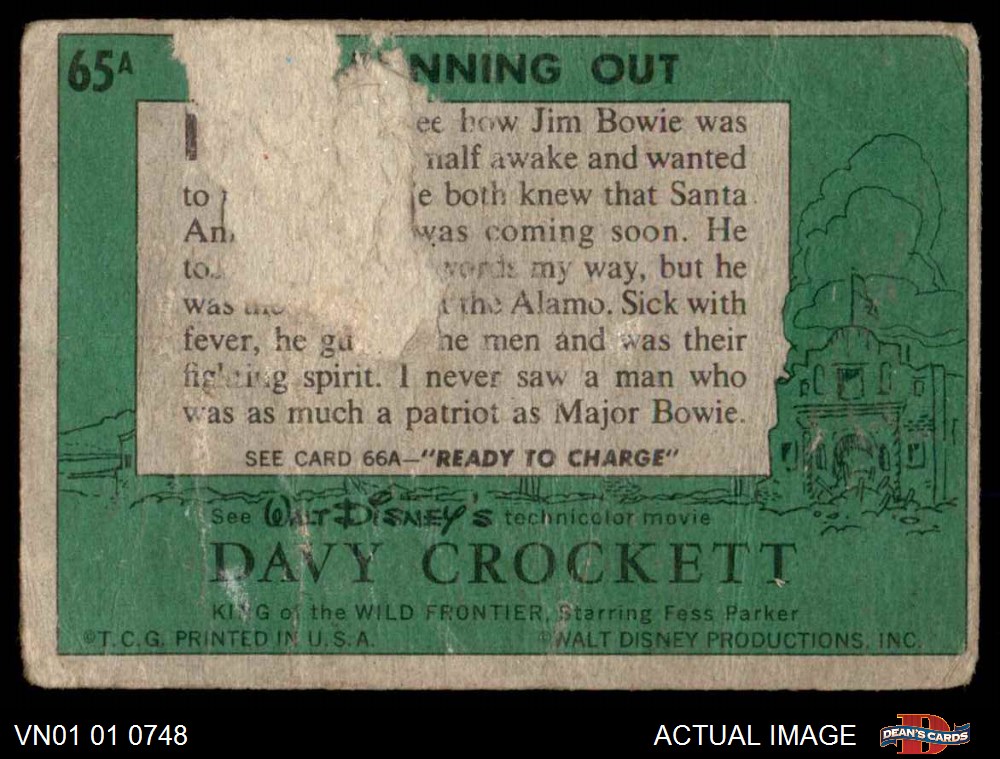 65A
NNING OUT
ee how Jim Bowie was
half awake and wanted
to e both knew that Santa
An was coming soon. He
to words my way, but he
was the Alamo. Sick with
fever, he he men and was their
fighting spirit. I never saw a man who
was as much a patriot as Major Bowie.
SEE CARD 66A—"READY TO CHARGE"
See WALT DISNEY'S technicolor movie
DAVY CROCKETT
KING of the WILD FRONTIER, Starring Fess Parker
©T.C.G. PRINTED IN U.S.A. ©WALT DISNEY PRODUCTIONS, INC.
VN01 01 0748 ACTUAL IMAGE D DEAN'S CARDS